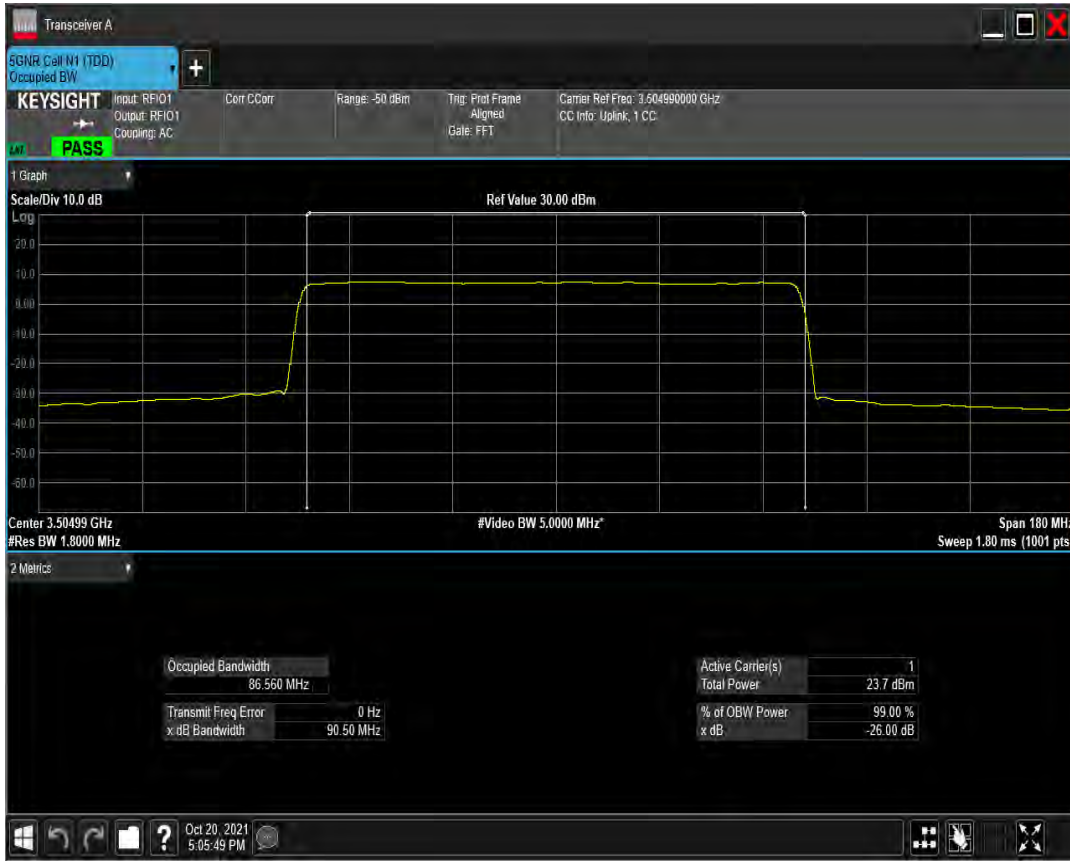 Transceiver A
5GNR Cell N1 (TDD)
Occupied BW
+
KEYSIGHT
Input: RFIO1
Output: RFIO1
Coupling: AC
Corr CCorr
Range: -50 dBm
Trig: Prot Frame
Aligned
Gate: FFT
Carrier Ref Freq: 3.504990000 GHz
CC Info: Uplink, 1 CC
PASS
1 Graph
Scale/Div 10.0 dB
Ref Value 30.00 dBm
Log
20.0
10.0
0.00
-10.0
-20.0
-30.0
-40.0
-50.0
-60.0
Center 3.50499 GHz
#Video BW 5.0000 MHz*
Span 180 MHz
#Res BW 1.8000 MHz
Sweep 1.80 ms (1001 pts
2 Metrics
Occupied Bandwidth
86.560 MHz
Transmit Freq Error 0 Hz
x dB Bandwidth 90.50 MHz
Active Carrier(s) 1
Total Power 23.7 dBm
% of OBW Power 99.00 %
x dB -26.00 dB
?
Oct 20, 2021
5:05:49 PM